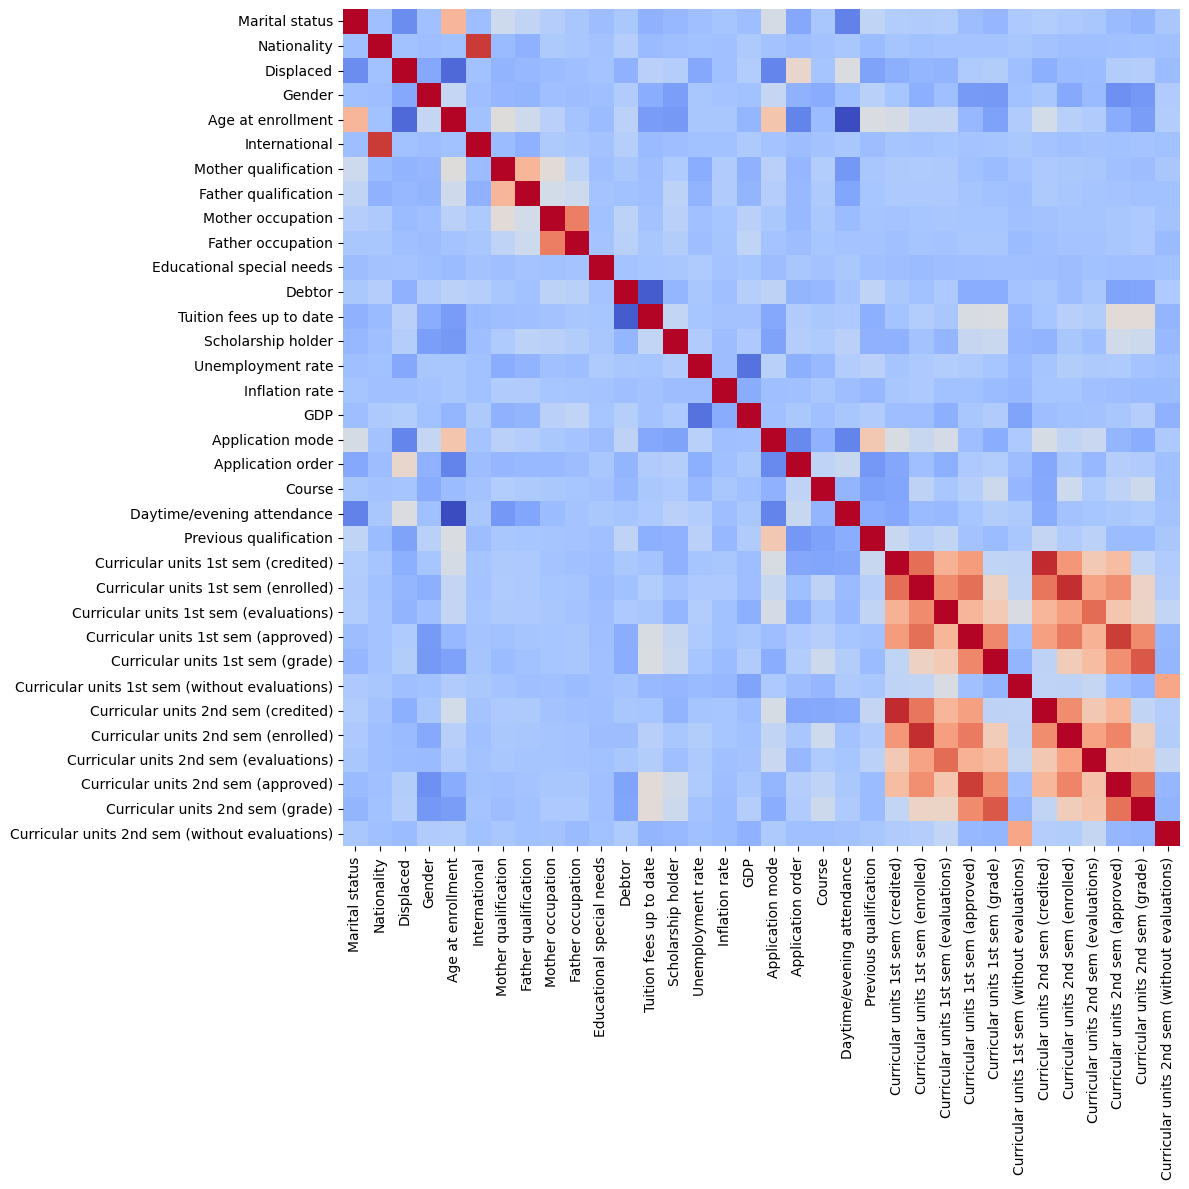 Marital status
Nationality
Displaced
Gender
Age at enrollment
International
Mother qualification
Father qualification
Mother occupation
Father occupation
Educational special needs
Debtor
Tuition fees up to date
Scholarship holder
Unemployment rate
Inflation rate
GDP
Application mode
Application order
Course
Daytime/evening attendance
Previous qualification
Curricular units 1st sem (credited)
Curricular units 1st sem (enrolled)
Curricular units 1st sem (evaluations)
Curricular units 1st sem (approved)
Curricular units 1st sem (grade)
Curricular units 1st sem (without evaluations)
Curricular units 2nd sem (credited)
Curricular units 2nd sem (enrolled)
Curricular units 2nd sem (evaluations)
Curricular units 2nd sem (approved)
Curricular units 2nd sem (grade)
Curricular units 2nd sem (without evaluations)
Marital status
Nationality
Displaced
Gender
Age at enrollment
International
Mother qualification
Father qualification
Mother occupation
Father occupation
Educational special needs
Debtor
Tuition fees up to date
Scholarship holder
Unemployment rate
Inflation rate
GDP
Application mode
Application order
Course
Daytime/evening attendance
Previous qualification
Curricular units 1st sem (credited)
Curricular units 1st sem (enrolled)
Curricular units 1st sem (evaluations)
Curricular units 1st sem (approved)
Curricular units 1st sem (grade)
Curricular units 1st sem (without evaluations)
Curricular units 2nd sem (credited)
Curricular units 2nd sem (enrolled)
Curricular units 2nd sem (evaluations)
Curricular units 2nd sem (approved)
Curricular units 2nd sem (grade)
Curricular units 2nd sem (without evaluations)